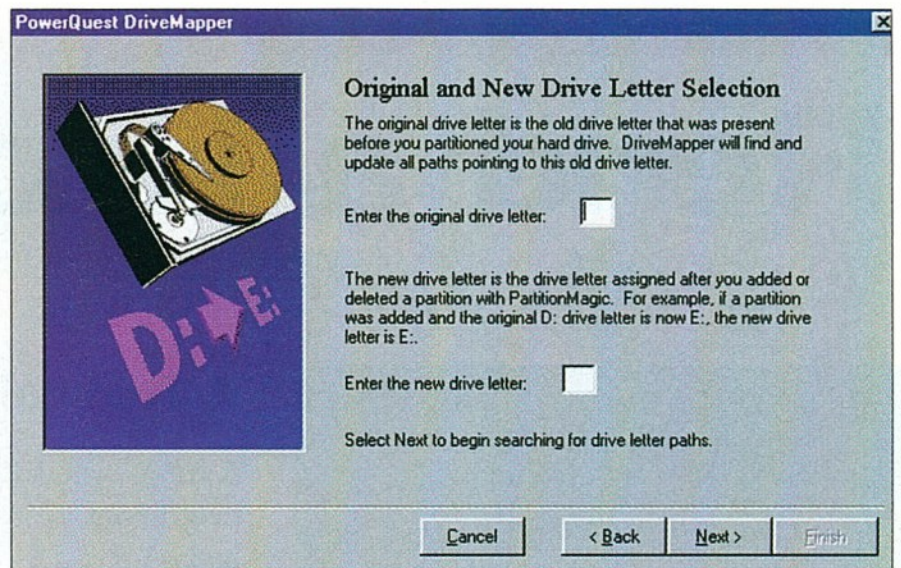 PowerQuest DriveMapper
Original and New Drive Letter Selection
The original drive letter is the old drive letter that was present
before you partitioned your hard drive. DriveMapper will find and
update all paths pointing to this old drive letter.
Enter the original drive letter:
The new drive letter is the drive letter assigned after you added or
deleted a partition with PartitionMagic. For example, if a partition
was added and the original D: drive letter is now E:, the new drive
letter is E:.
D: E:
Enter the new drive letter:
Select Next to begin searching for drive letter paths.
Cancel
< Back
Next >
Finish